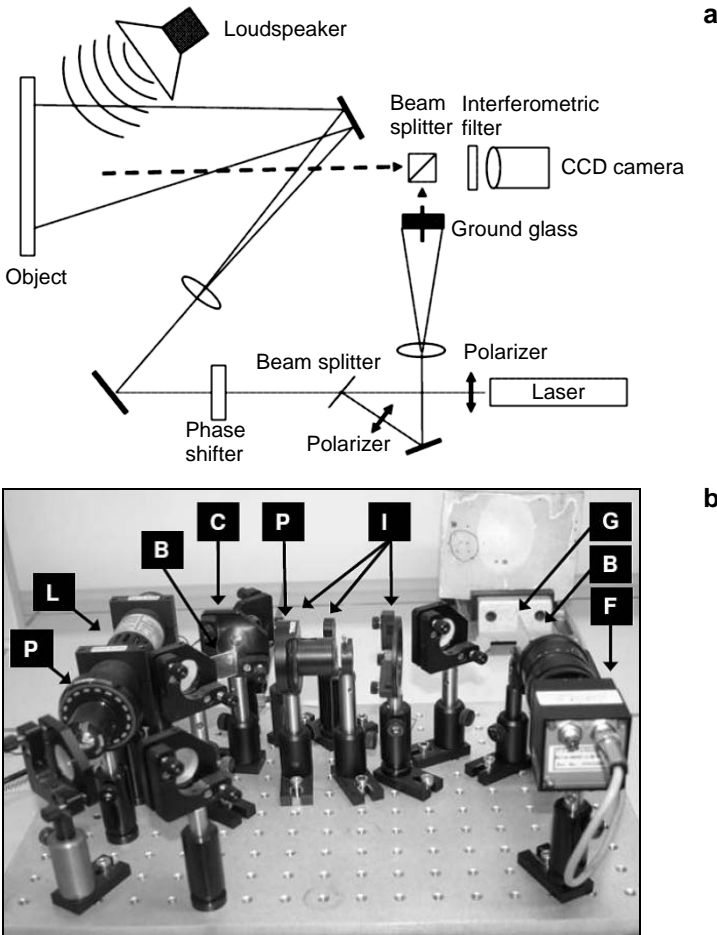 a
Loudspeaker
Beam
splitter
Interferometric
filter
CCD camera
Ground glass
Object
Beam splitter
Polarizer
Laser
Phase
shifter
Polarizer
b
C P I G
B B
L F
P